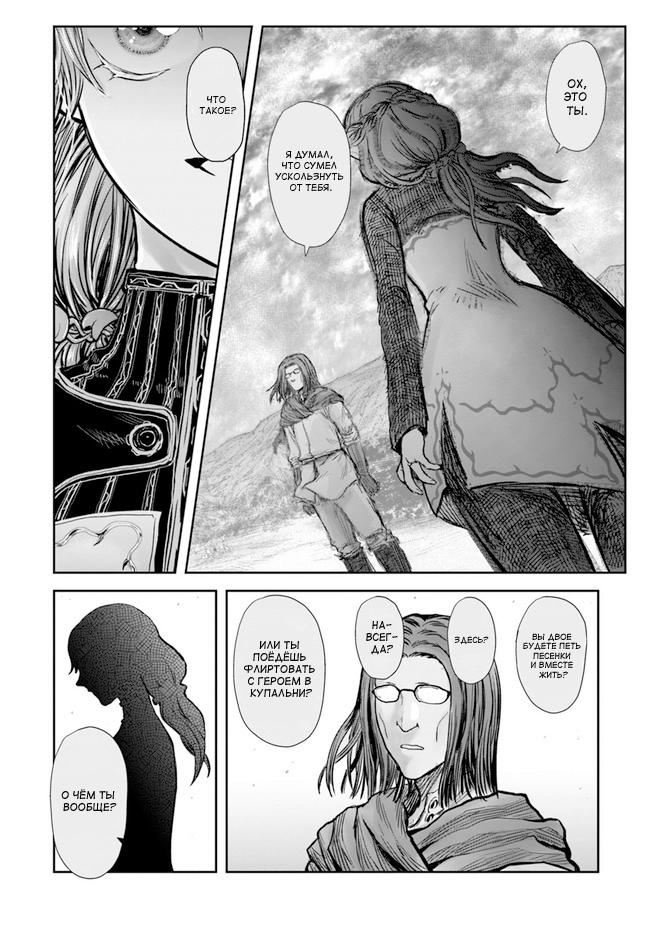 ОХ,
ЭТО
ТЫ.
Я ДУМАЛ,
ЧТО СУМЕЛ
УСКОЛЬЗНУТЬ
ОТ ТЕБЯ.
ЧТО
ТАКОЕ?
ВЫ ДВОЕ
БУДЕТЕ ПЕТЬ
ПЕСЕНКИ
И ВМЕСТЕ
ЖИТЬ?
ЗДЕСЬ?
НА-
ВСЕГ-
ДА?
ИЛИ ТЫ
ПОЁДЁШЬ
ФЛИРТОВАТЬ
С ГЕРОЕМ В
КУПАЛЬНИ?
О ЧЁМ ТЫ
ВООБЩЕ?